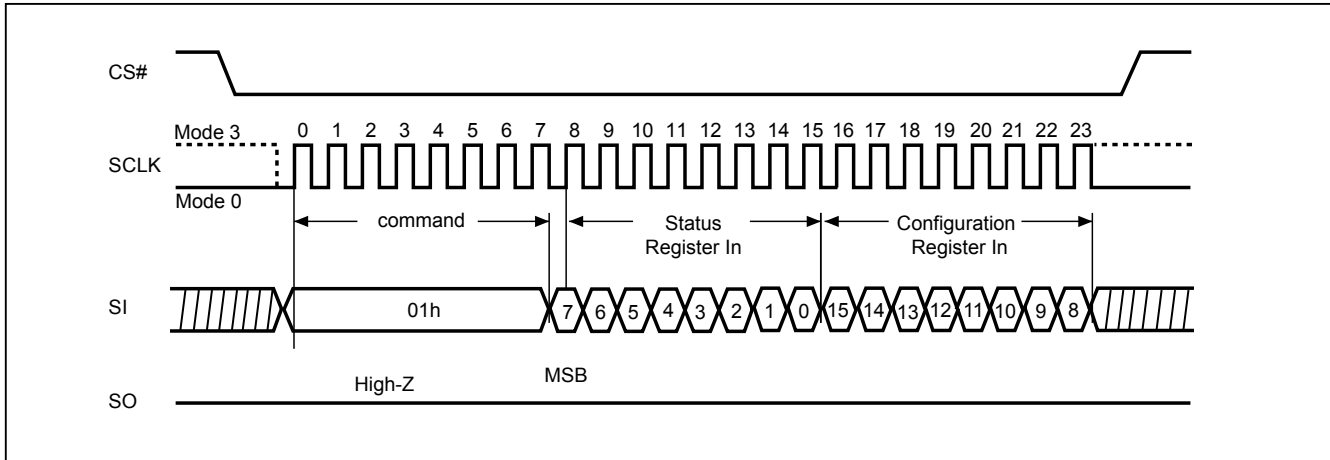 CS#
Mode 3
0 1 2 3 4 5 6 7 8 9 10 11 12 13 14 15 16 17 18 19 20 21 22 23
SCLK
Mode 0
command
Status
Register In
Configuration
Register In
SI
01h
7 6 5 4 3 2 1 0 15 14 13 12 11 10 9 8
High-Z
MSB
SO